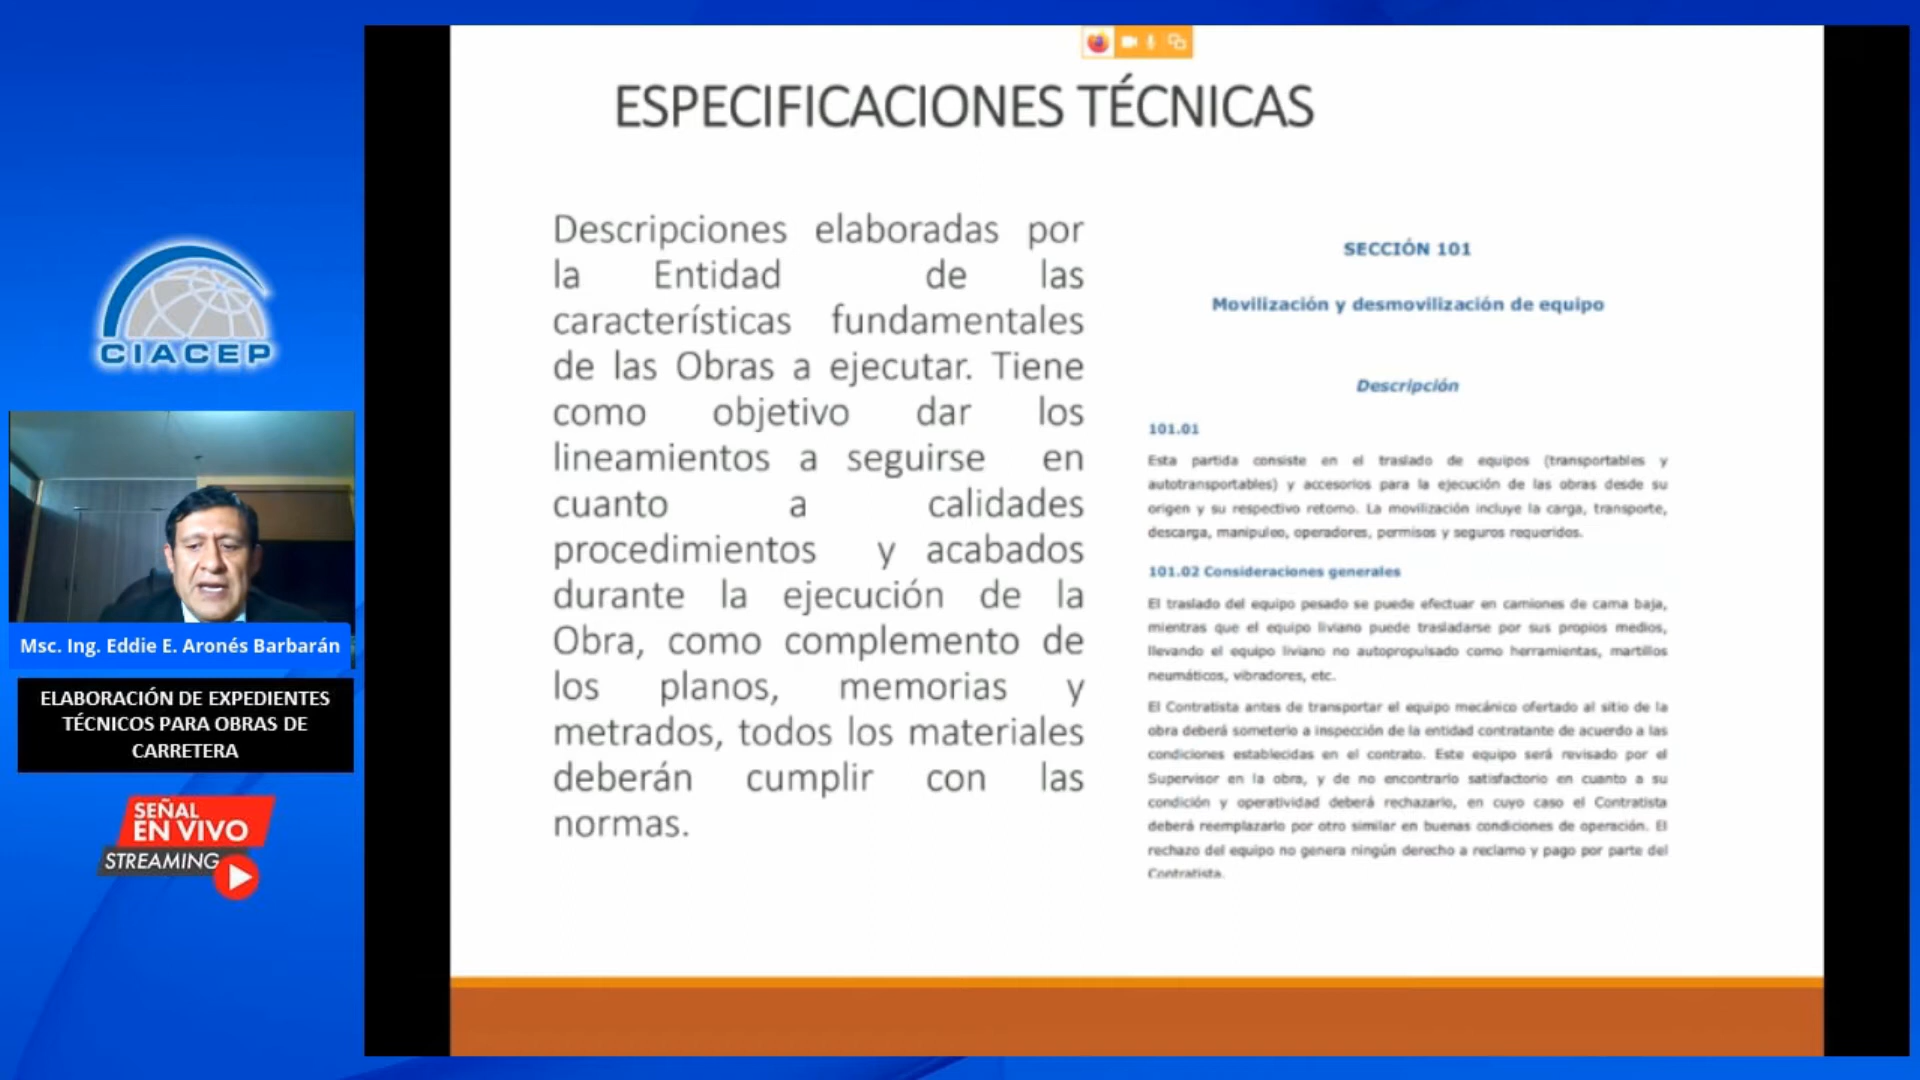 CIACEP
Msc. Ing. Eddie E. Aronés Barbarán
ELABORACIÓN DE EXPEDIENTES
TÉCNICOS PARA OBRAS DE
CARRETERA
SEÑAL
EN VIVO
STREAMING
ESPECIFICACIONES TÉCNICAS
Descripciones elaboradas por
la Entidad de las
características fundamentales
de las Obras a ejecutar. Tiene
como objetivo dar los
lineamientos a seguirse en
cuanto a calidades
procedimientos y acabados
durante la ejecución de la
Obra, como complemento de
los planos, memorias y
metrados, todos los materiales
deberán cumplir con las
normas.
SECCIÓN 101
Movilización y desmovilización de equipo
Descripción
101.01
Esta partida consiste en el traslado de equipos (transportables y
autotransportables) y accesorios para la ejecución de las obras desde su
origen y su respectivo retorno. La movilización incluye la carga, transporte,
descarga, manipuleo, operadores, permisos y seguros requeridos.
101.02 Consideraciones generales
El traslado del equipo pesado se puede efectuar en camiones de cama baja,
mientras que el equipo liviano puede trasladarse por sus propios medios,
llevando el equipo liviano no autopropulsado como herramientas, martillos
neumáticos, vibradores, etc.
El Contratista antes de transportar el equipo mecánico ofertado al sitio de la
obra deberá someterlo a inspección de la entidad contratante de acuerdo a las
condiciones establecidas en el contrato. Este equipo será revisado por el
Supervisor en la obra, y de no encontrarlo satisfactorio en cuanto a su
condición y operatividad deberá rechazarlo, en cuyo caso el Contratista
deberá reemplazarlo por otro similar en buenas condiciones de operación. El
rechazo del equipo no genera ningún derecho a reclamo y pago por parte del
Contratista.